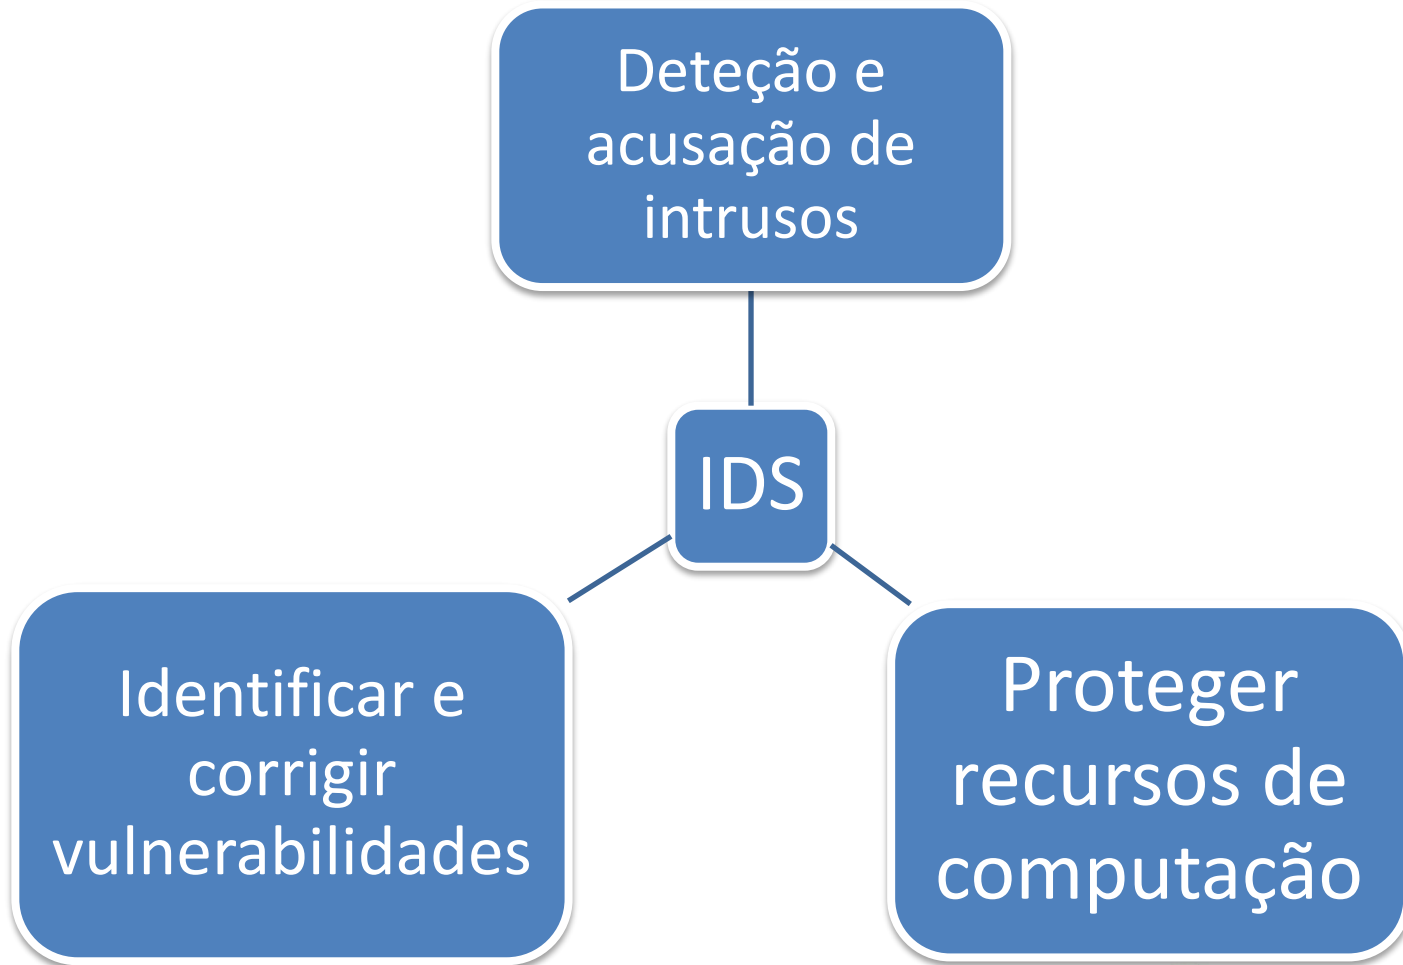 Deteção e
acusação de
intrusos
IDS
Identificar e
corrigir
vulnerabilidades
Proteger
recursos de
computação